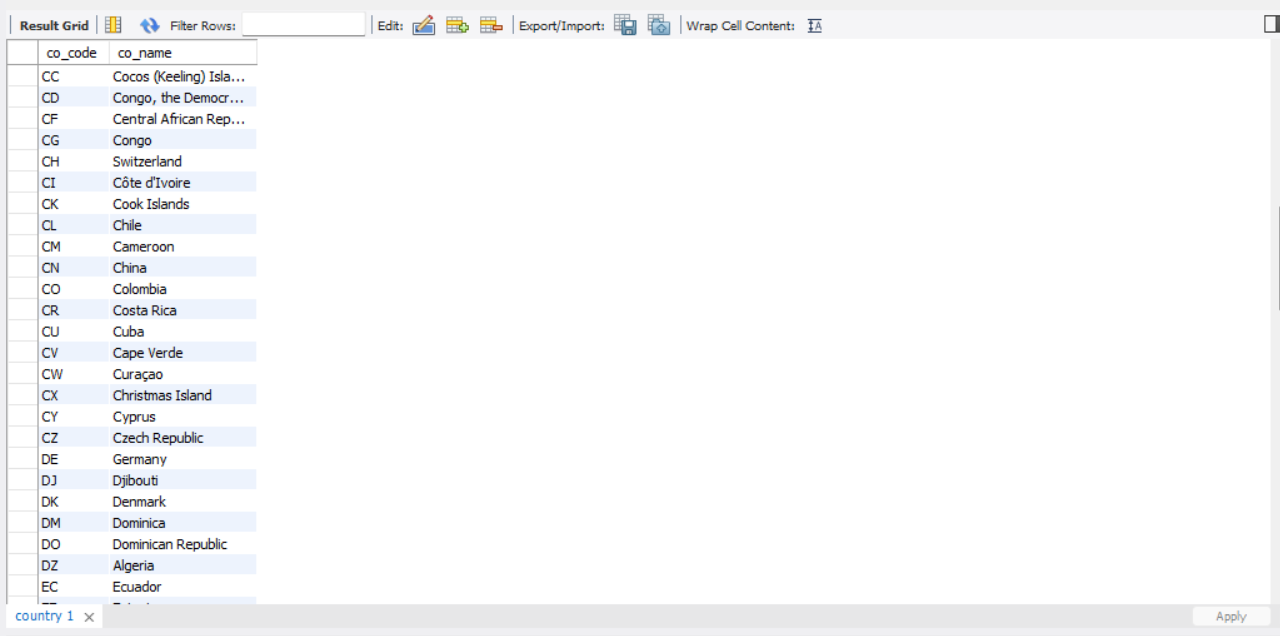 Result Grid Filter Rows: Edit: Export/Import: Wrap Cell Content:
co_code co_name
CC Cocos (Keeling) Isla...
CD Congo, the Democr...
CF Central African Rep...
CG Congo
CH Switzerland
CI Côte d'Ivoire
CK Cook Islands
CL Chile
CM Cameroon
CN China
CO Colombia
CR Costa Rica
CU Cuba
CV Cape Verde
CW Curaçao
CX Christmas Island
CY Cyprus
CZ Czech Republic
DE Germany
DJ Djibouti
DK Denmark
DM Dominica
DO Dominican Republic
DZ Algeria
EC Ecuador
country 1 Apply